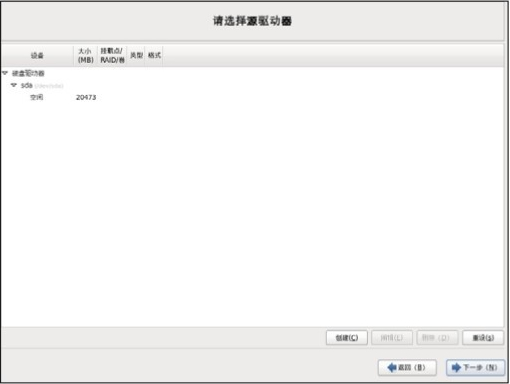 请选择源驱动器
设备 大小 (MB) 挂载点/ RAID/卷 类型 格式
硬盘驱动器
sda (/dev/sda)
空闲 20473
创建(C) 编辑(E) 删除(D) 重设(s)
返回(B) 下一步(N)